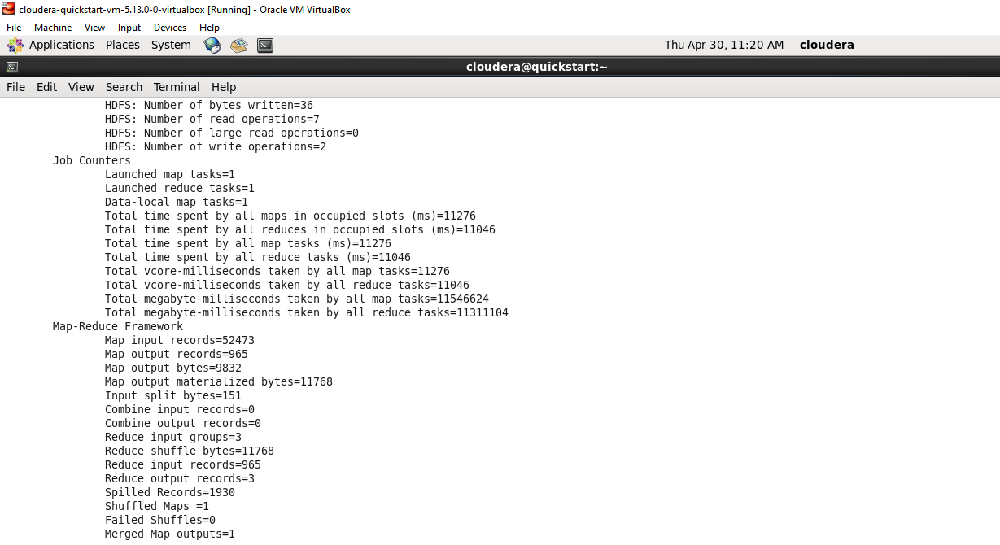 cloudera-quickstart-vm-5.13.0-0-virtualbox [Running] - Oracle VM VirtualBox
File Machine View Input Devices Help
Applications Places System Thu Apr 30, 11:20 AM cloudera
cloudera@quickstart:~
File Edit View Search Terminal Help
HDFS: Number of bytes written=36
HDFS: Number of read operations=7
HDFS: Number of large read operations=0
HDFS: Number of write operations=2
Job Counters
Launched map tasks=1
Launched reduce tasks=1
Data-local map tasks=1
Total time spent by all maps in occupied slots (ms)=11276
Total time spent by all reduces in occupied slots (ms)=11046
Total time spent by all map tasks (ms)=11276
Total time spent by all reduce tasks (ms)=11046
Total vcore-milliseconds taken by all map tasks=11276
Total vcore-milliseconds taken by all reduce tasks=11046
Total megabyte-milliseconds taken by all map tasks=11546624
Total megabyte-milliseconds taken by all reduce tasks=11311104
Map-Reduce Framework
Map input records=52473
Map output records=965
Map output bytes=9832
Map output materialized bytes=11768
Input split bytes=151
Combine input records=0
Combine output records=0
Reduce input groups=3
Reduce shuffle bytes=11768
Reduce input records=965
Reduce output records=3
Spilled Records=1930
Shuffled Maps =1
Failed Shuffles=0
Merged Map outputs=1